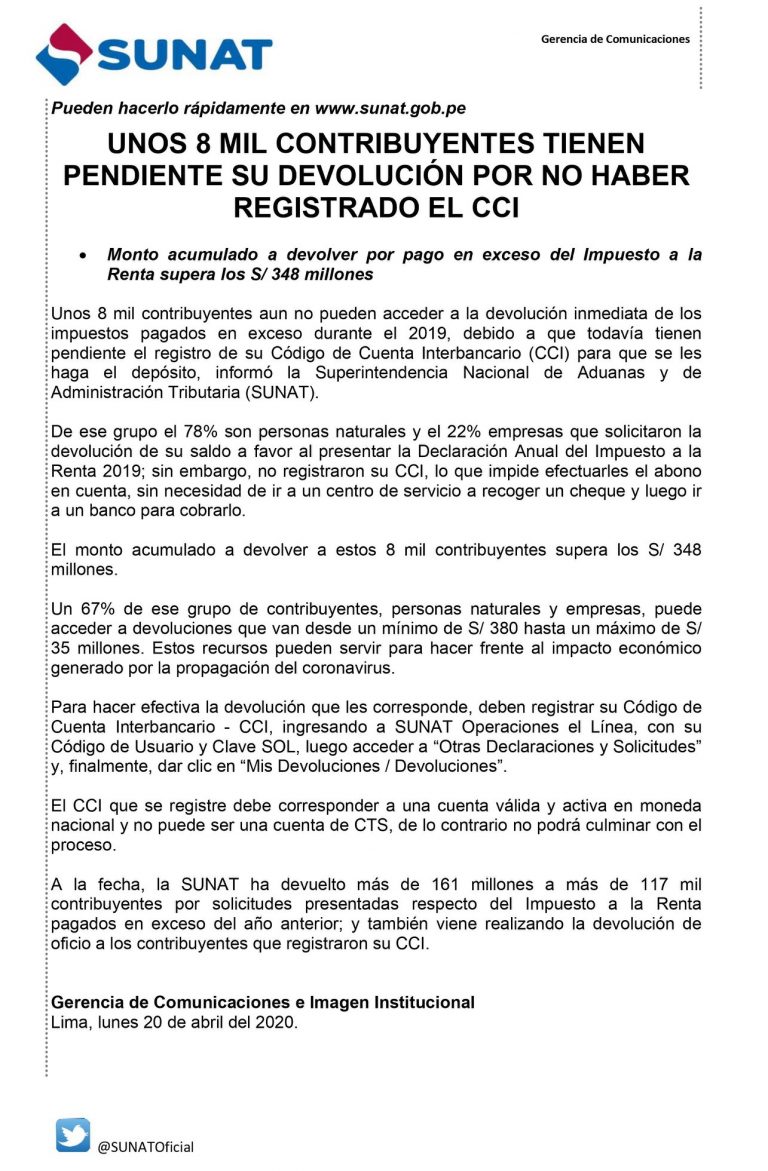 SUNAT
Gerencia de Comunicaciones
Pueden hacerlo rápidamente en www.sunat.gob.pe
UNOS 8 MIL CONTRIBUYENTES TIENEN
PENDIENTE SU DEVOLUCIÓN POR NO HABER
REGISTRADO EL CCI
• Monto acumulado a devolver por pago en exceso del Impuesto a la
Renta supera los S/ 348 millones
Unos 8 mil contribuyentes aun no pueden acceder a la devolución inmediata de los
impuestos pagados en exceso durante el 2019, debido a que todavía tienen
pendiente el registro de su Código de Cuenta Interbancario (CCI) para que se les
haga el depósito, informó la Superintendencia Nacional de Aduanas y de
Administración Tributaria (SUNAT).
De ese grupo el 78% son personas naturales y el 22% empresas que solicitaron la
devolución de su saldo a favor al presentar la Declaración Anual del Impuesto a la
Renta 2019; sin embargo, no registraron su CCI, lo que impide efectuarles el abono
en cuenta, sin necesidad de ir a un centro de servicio a recoger un cheque y luego ir
a un banco para cobrarlo.
El monto acumulado a devolver a estos 8 mil contribuyentes supera los S/ 348
millones.
Un 67% de ese grupo de contribuyentes, personas naturales y empresas, puede
acceder a devoluciones que van desde un mínimo de S/ 380 hasta un máximo de S/
35 millones. Estos recursos pueden servir para hacer frente al impacto económico
generado por la propagación del coronavirus.
Para hacer efectiva la devolución que les corresponde, deben registrar su Código de
Cuenta Interbancario - CCI, ingresando a SUNAT Operaciones el Línea, con su
Código de Usuario y Clave SOL, luego acceder a “Otras Declaraciones y Solicitudes”
y, finalmente, dar clic en “Mis Devoluciones / Devoluciones”.
El CCI que se registre debe corresponder a una cuenta válida y activa en moneda
nacional y no puede ser una cuenta de CTS, de lo contrario no podrá culminar con el
proceso.
A la fecha, la SUNAT ha devuelto más de 161 millones a más de 117 mil
contribuyentes por solicitudes presentadas respecto del Impuesto a la Renta
pagados en exceso del año anterior; y también viene realizando la devolución de
oficio a los contribuyentes que registraron su CCI.
Gerencia de Comunicaciones e Imagen Institucional
Lima, lunes 20 de abril del 2020.
@SUNATOficial